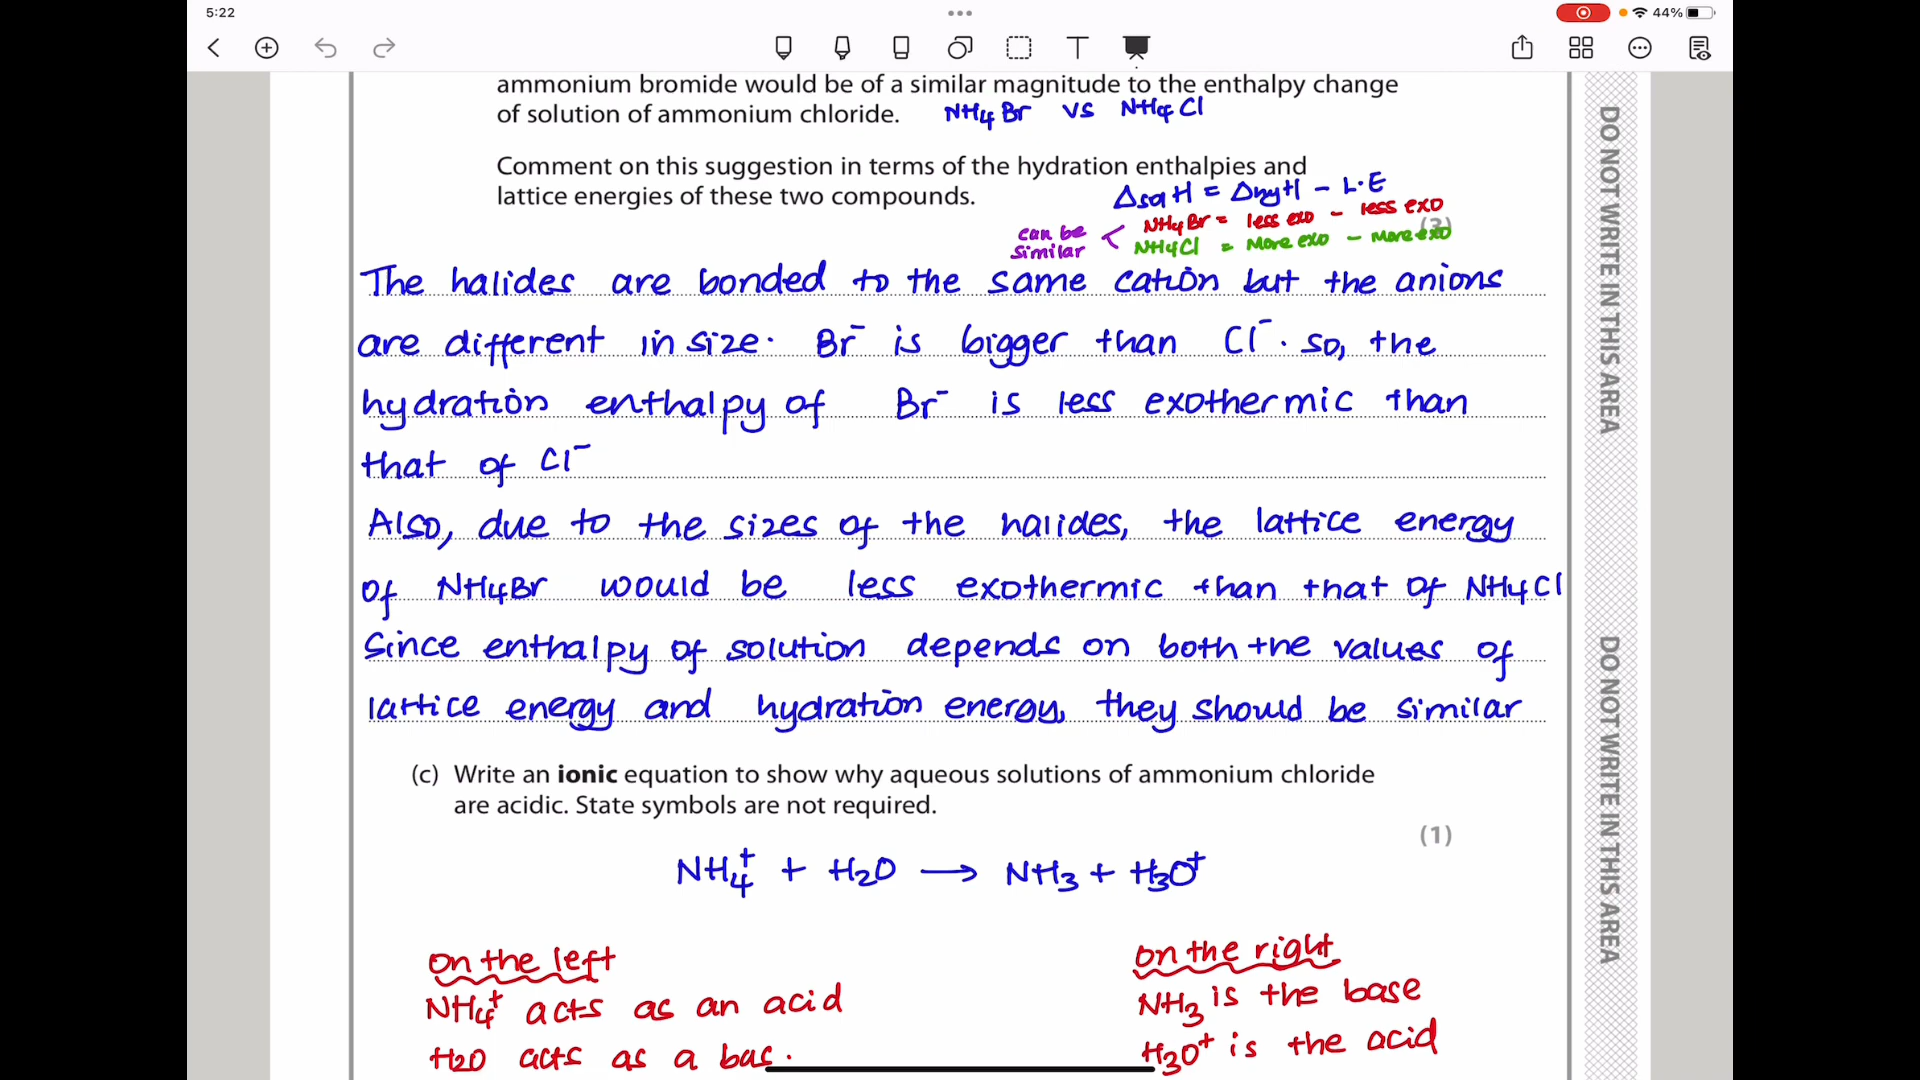 5:22
44%
ammonium bromide would be of a similar magnitude to the enthalpy change
of solution of ammonium chloride. NH4Br vs NH4Cl
Comment on this suggestion in terms of the hydration enthalpies and
lattice energies of these two compounds.
ΔsolH = ΔhydH - L.E
can be similar < NH4Br = less exo - less exo
NH4Cl = More exo - More exo
(3)
The halides are bonded to the same cation but the anions
are different in size. Br⁻ is bigger than Cl⁻. so, the
hydration enthalpy of Br⁻ is less exothermic than
that of Cl⁻
Also, due to the sizes of the halides, the lattice energy
of NH4Br would be less exothermic than that of NH4Cl
Since enthalpy of solution depends on both the values of
lattice energy and hydration energy, they should be similar
(c) Write an ionic equation to show why aqueous solutions of ammonium chloride
are acidic. State symbols are not required.
(1)
NH4⁺ + H2O → NH3 + H3O⁺
On the left
NH4⁺ acts as an acid
H2O acts as a bas.
On the right
NH3 is the base
H3O⁺ is the acid
DO NOT WRITE IN THIS AREA
DO NOT WRITE IN THIS AREA